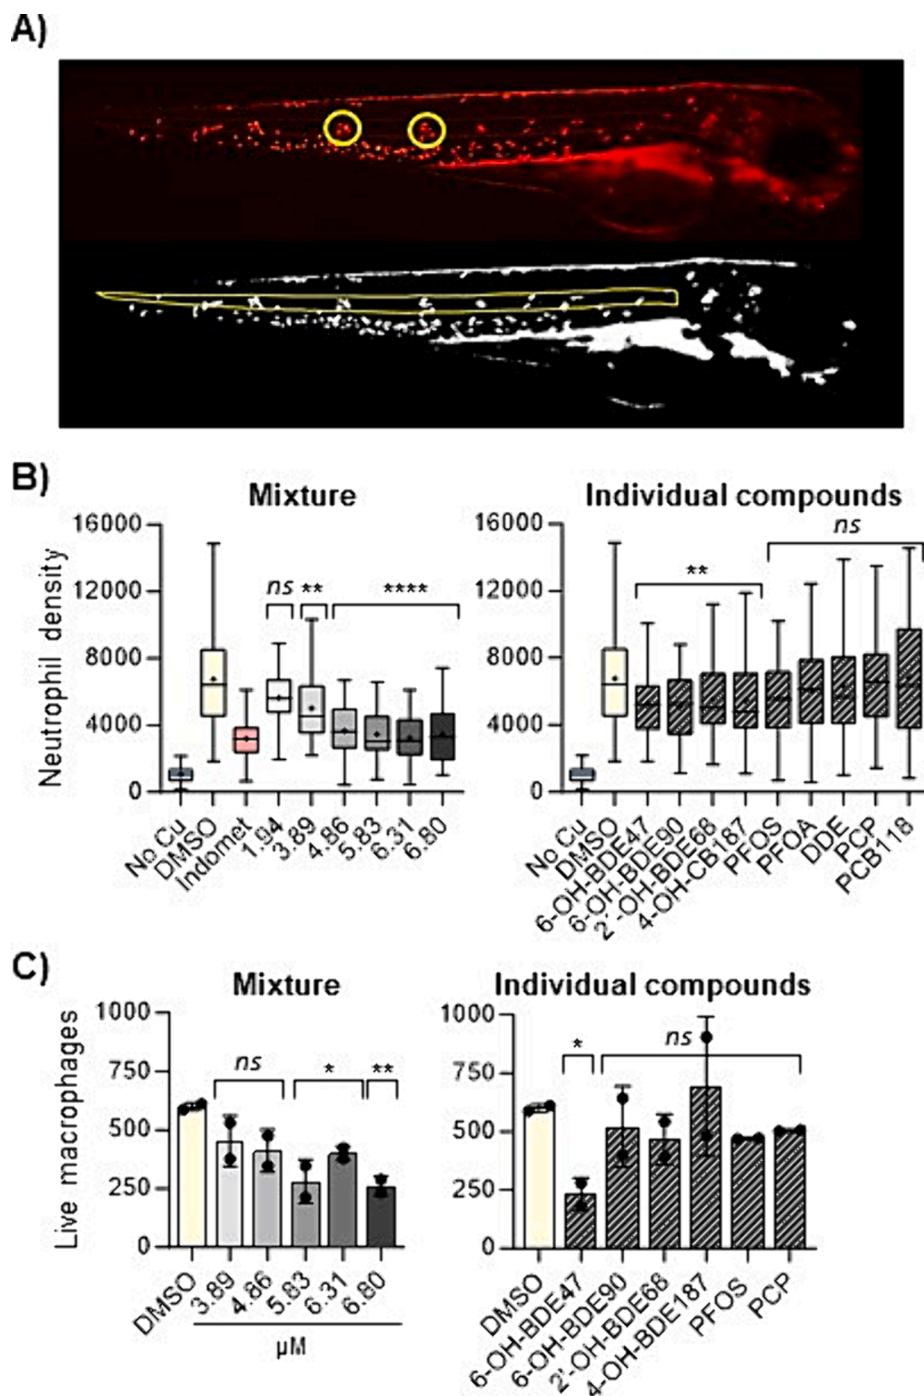 A)
B)
Mixture
Individual compounds
Neutrophil density
16000
12000
8000
4000
0
ns
**
****
No Cu
DMSO
Indomet
1.94
3.89
4.86
5.83
6.31
6.80
16000
12000
8000
4000
0
**
ns
No Cu
DMSO
6-OH-BDE47
6-OH-BDE90
2'-OH-BDE68
4-OH-CB187
PFOS
PFOA
DDE
PCP
PCB118
C)
Mixture
Individual compounds
Live macrophages
1000
750
500
250
0
ns
*
**
DMSO
3.89
4.86
5.83
6.31
6.80
µM
1000
750
500
250
0
*
ns
DMSO
6-OH-BDE47
6-OH-BDE90
2'-OH-BDE68
4-OH-BDE187
PFOS
PCP